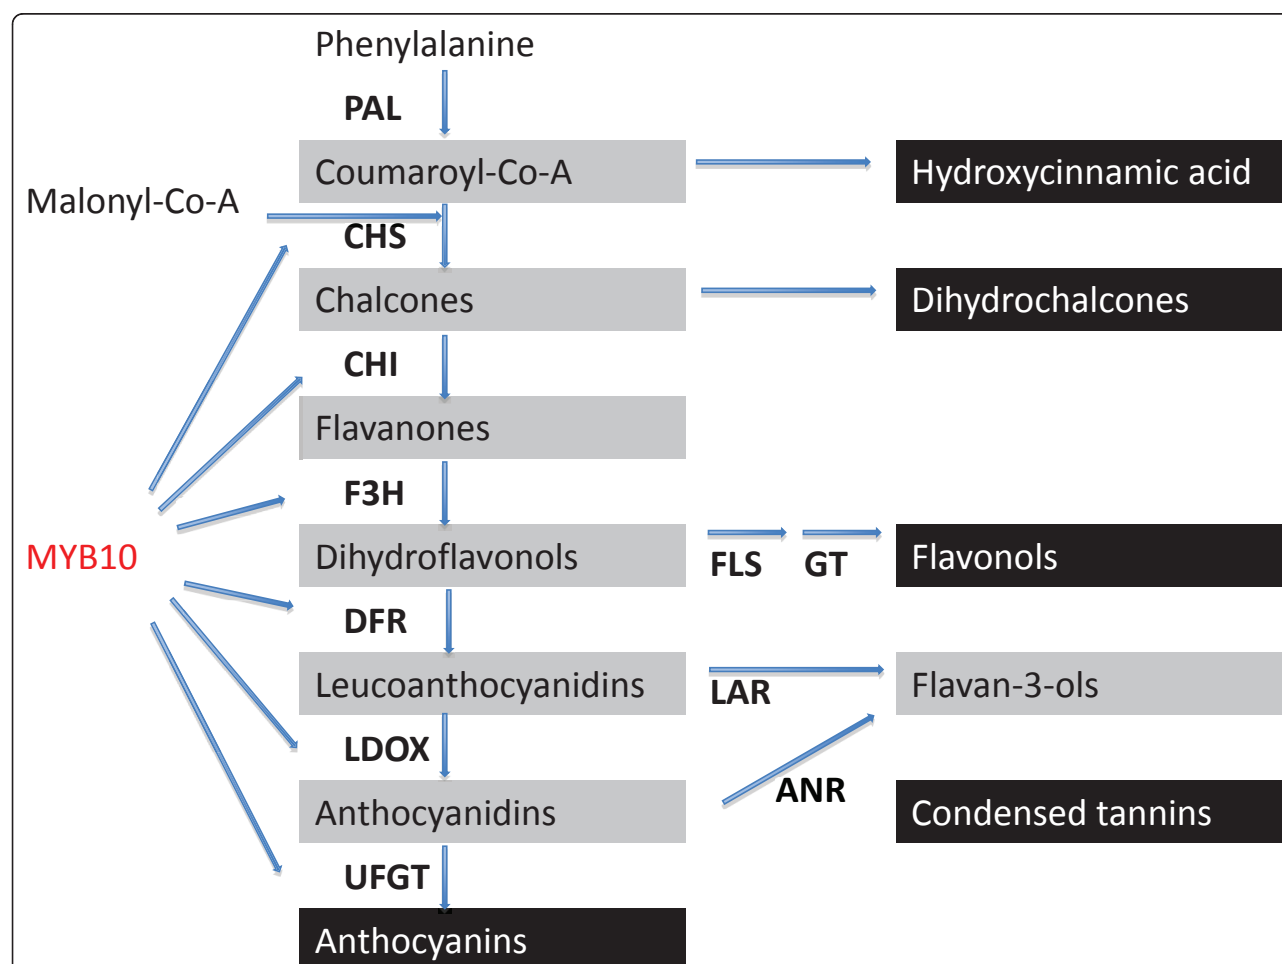 Phenylalanine
PAL
Coumaroyl-Co-A
Hydroxycinnamic acid
Malonyl-Co-A
CHS
Chalcones
Dihydrochalcones
CHI
Flavanones
F3H
MYB10
Dihydroflavonols
FLS
GT
Flavonols
DFR
Leucoanthocyanidins
LAR
Flavan-3-ols
LDOX
ANR
Anthocyanidins
Condensed tannins
UFGT
Anthocyanins